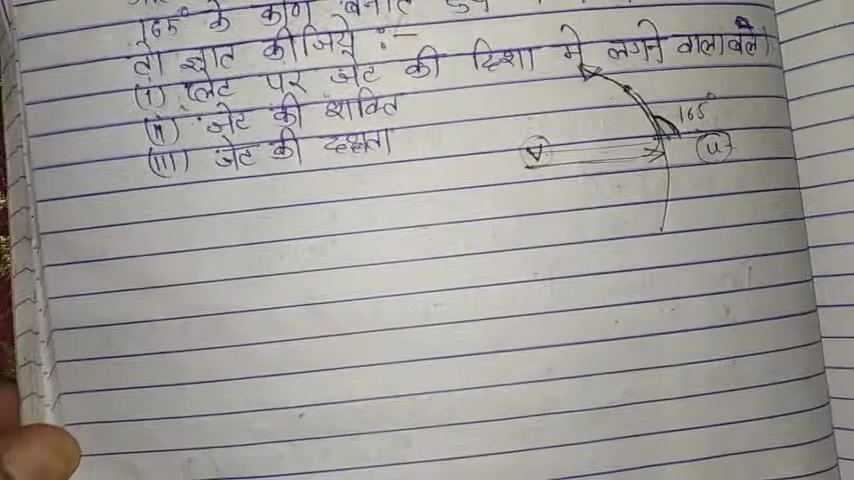 165° के कोण बनाते
तो ज्ञात कीजिये :-
(i) प्लेट पर जेट की दिशा मे लगने वाला बल।
(ii) जेट की शक्ति
(iii) जेट की दक्षता
165°
V
u